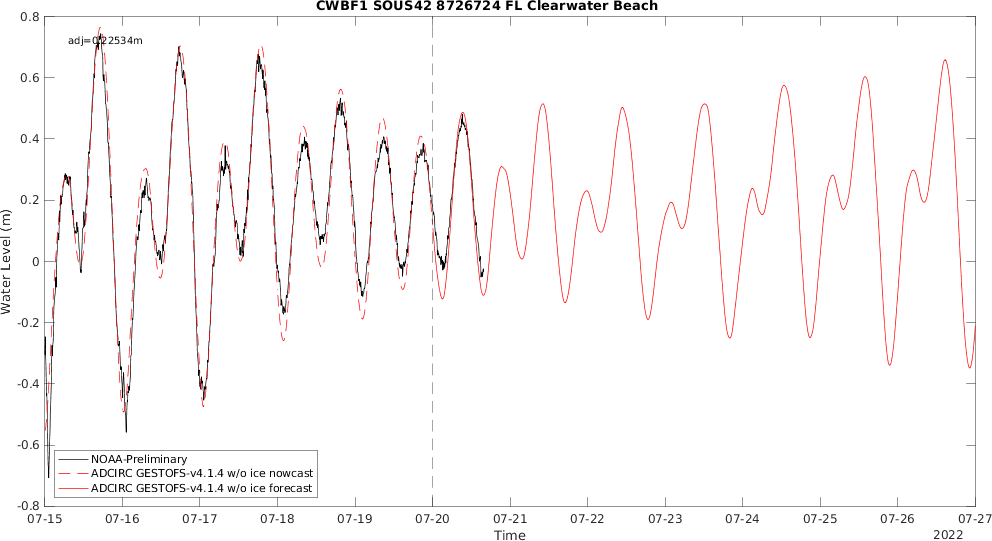 CWBF1 SOUS42 8726724 FL Clearwater Beach
adj=0.22534m
Water Level (m)
0.8
0.6
0.4
0.2
0
-0.2
-0.4
-0.6
-0.8
NOAA-Preliminary
ADCIRC GESTOFS-v4.1.4 w/o ice nowcast
ADCIRC GESTOFS-v4.1.4 w/o ice forecast
07-15 07-16 07-17 07-18 07-19 07-20 07-21 07-22 07-23 07-24 07-25 07-26 07-27
Time
2022